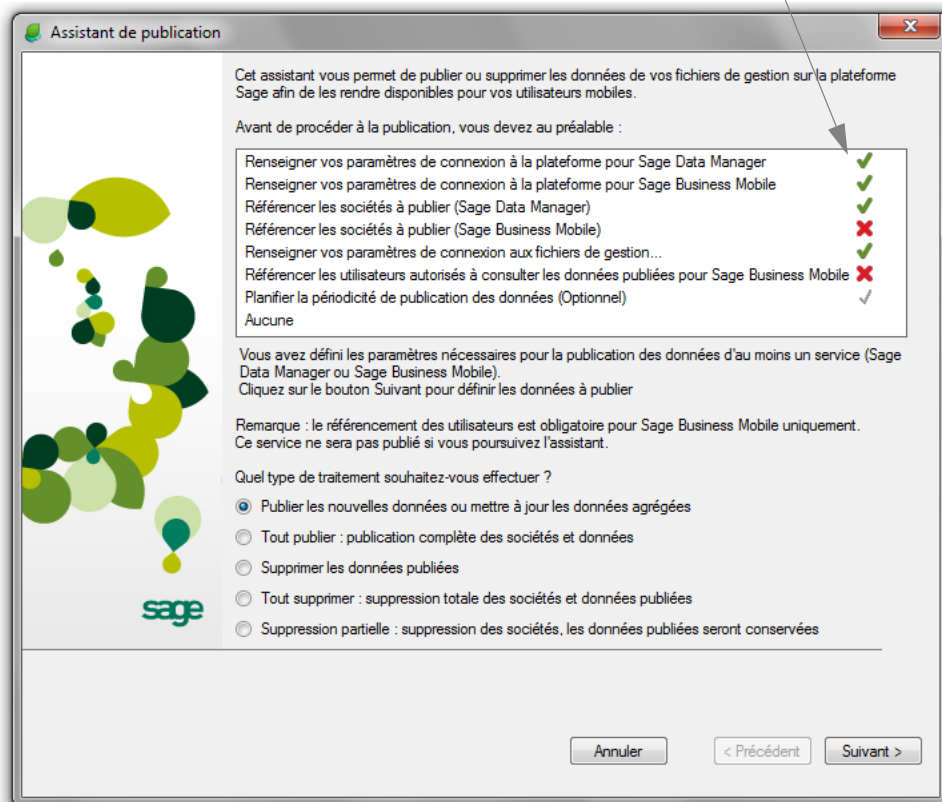 Assistant de publication
Cet assistant vous permet de publier ou supprimer les données de vos fichiers de gestion sur la plateforme
Sage afin de les rendre disponibles pour vos utilisateurs mobiles.
Avant de procéder à la publication, vous devez au préalable :
Renseigner vos paramètres de connexion à la plateforme pour Sage Data Manager
Renseigner vos paramètres de connexion à la plateforme pour Sage Business Mobile
Référencer les sociétés à publier (Sage Data Manager)
Référencer les sociétés à publier (Sage Business Mobile)
Renseigner vos paramètres de connexion aux fichiers de gestion...
Référencer les utilisateurs autorisés à consulter les données publiées pour Sage Business Mobile
Planifier la périodicité de publication des données (Optionnel)
Aucune
Vous avez défini les paramètres nécessaires pour la publication des données d'au moins un service (Sage
Data Manager ou Sage Business Mobile).
Cliquez sur le bouton Suivant pour définir les données à publier
Remarque : le référencement des utilisateurs est obligatoire pour Sage Business Mobile uniquement.
Ce service ne sera pas publié si vous poursuivez l'assistant.
Quel type de traitement souhaitez-vous effectuer ?
Publier les nouvelles données ou mettre à jour les données agrégées
Tout publier : publication complète des sociétés et données
Supprimer les données publiées
Tout supprimer : suppression totale des sociétés et données publiées
Suppression partielle : suppression des sociétés, les données publiées seront conservées
sage
Annuler
< Précédent
Suivant >